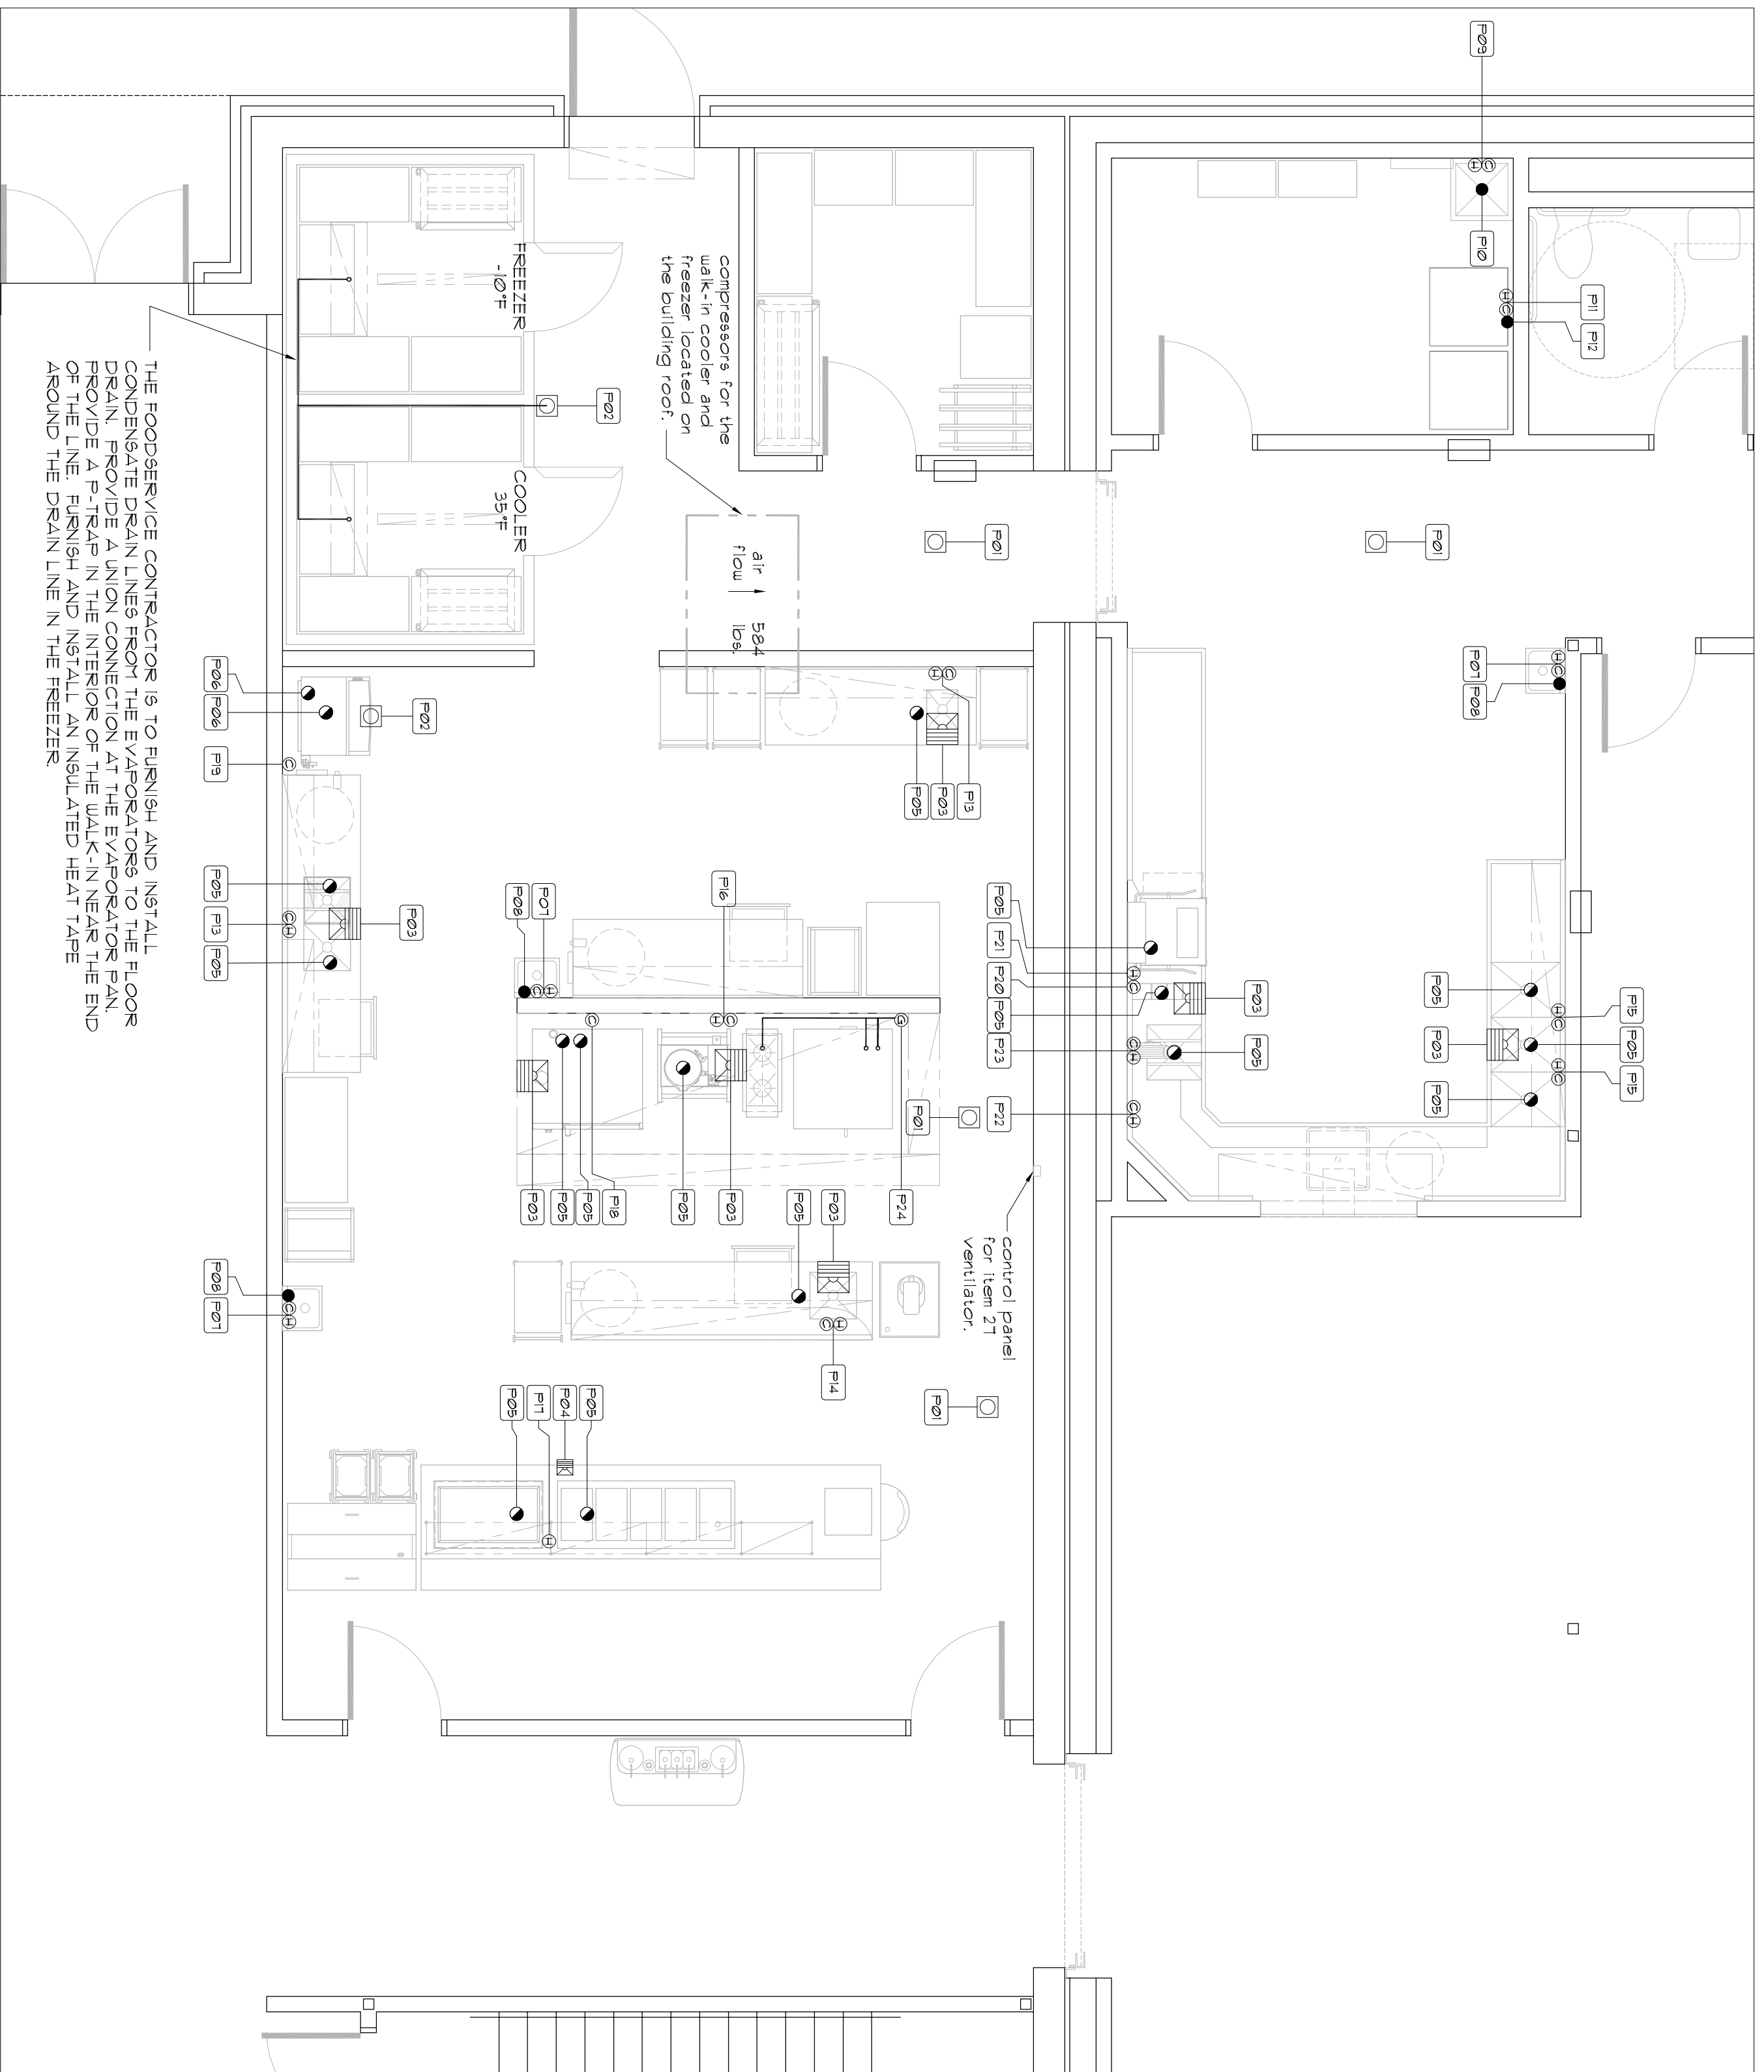 P15
P05
P15
P11
P12
H C
H C
H C
H C
P09
C
H
P10
P07
P08
P01
P05
P03
P05
P03
P05
H C
C H
C H
P01
P05
P21
P20
P05
P23
P22
control panel
for item 27
ventilator.
P13
P03
P05
C
H
P01
P01
G
P24
P03
P14
H
C
P05
compressors for the
walk-in cooler and
freezer located on
the building roof.
air
flow
584
lbs.
P16
C
H
P03
P05
C
P18
P05
P05
P03
P05
P04
P17
P05
H
P07
P08
C H
P02
FREEZER
-10°F
COOLER
35°F
P02
P03
C
C H
C H
P06
P06
P19
P05
P13
P05
P08
P07
THE FOODSERVICE CONTRACTOR IS TO FURNISH AND INSTALL
CONDENSATE DRAIN LINES FROM THE EVAPORATORS TO THE FLOOR
DRAIN. PROVIDE A UNION CONNECTION AT THE EVAPORATOR PAN.
PROVIDE A P-TRAP IN THE INTERIOR OF THE WALK-IN NEAR THE END
OF THE LINE. FURNISH AND INSTALL AN INSULATED HEAT TAPE
AROUND THE DRAIN LINE IN THE FREEZER.